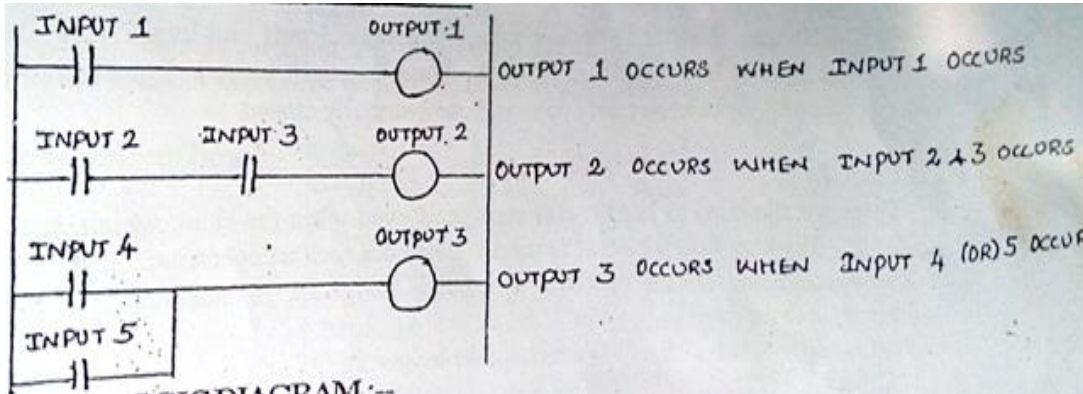 INPUT 1 OUTPUT 1
OUTPUT 1 OCCURS WHEN INPUT 1 OCCURS
INPUT 2 INPUT 3 OUTPUT 2
OUTPUT 2 OCCURS WHEN INPUT 2 & 3 OCCURS
INPUT 4 OUTPUT 3
OUTPUT 3 OCCURS WHEN INPUT 4 (OR) 5 OCCUR
INPUT 5
DIAGRAM:--